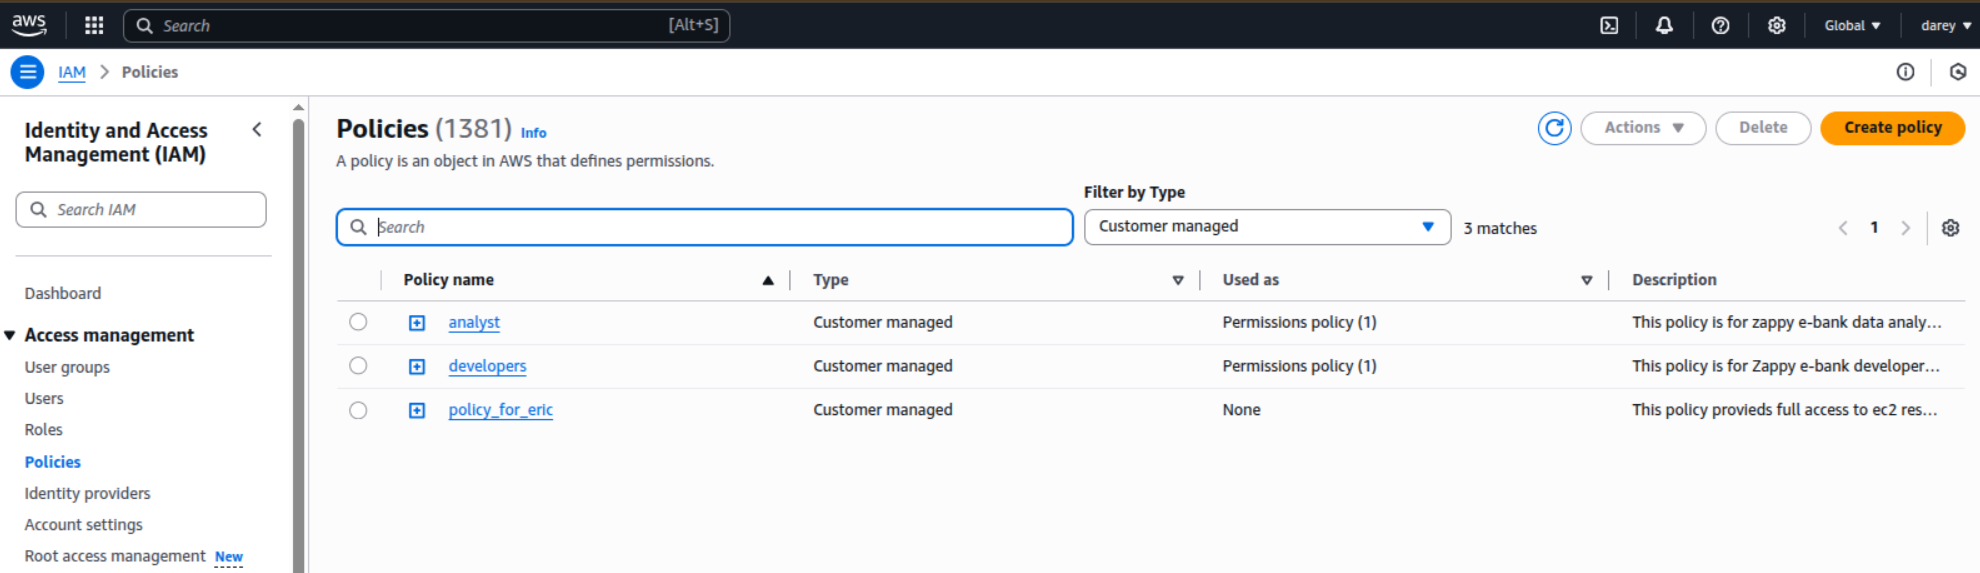 aws
Search [Alt+S]
Global
darey
IAM > Policies
Identity and Access
Management (IAM)
Search IAM
Dashboard
Access management
User groups
Users
Roles
Policies
Identity providers
Account settings
Root access management New
Policies (1381) Info
A policy is an object in AWS that defines permissions.
Actions
Delete
Create policy
Filter by Type
Search
Customer managed
3 matches
1
Policy name Type Used as Description
analyst Customer managed Permissions policy (1) This policy is for zappy e-bank data analy...
developers Customer managed Permissions policy (1) This policy is for Zappy e-bank developer...
policy_for_eric Customer managed None This policy provieds full access to ec2 res...